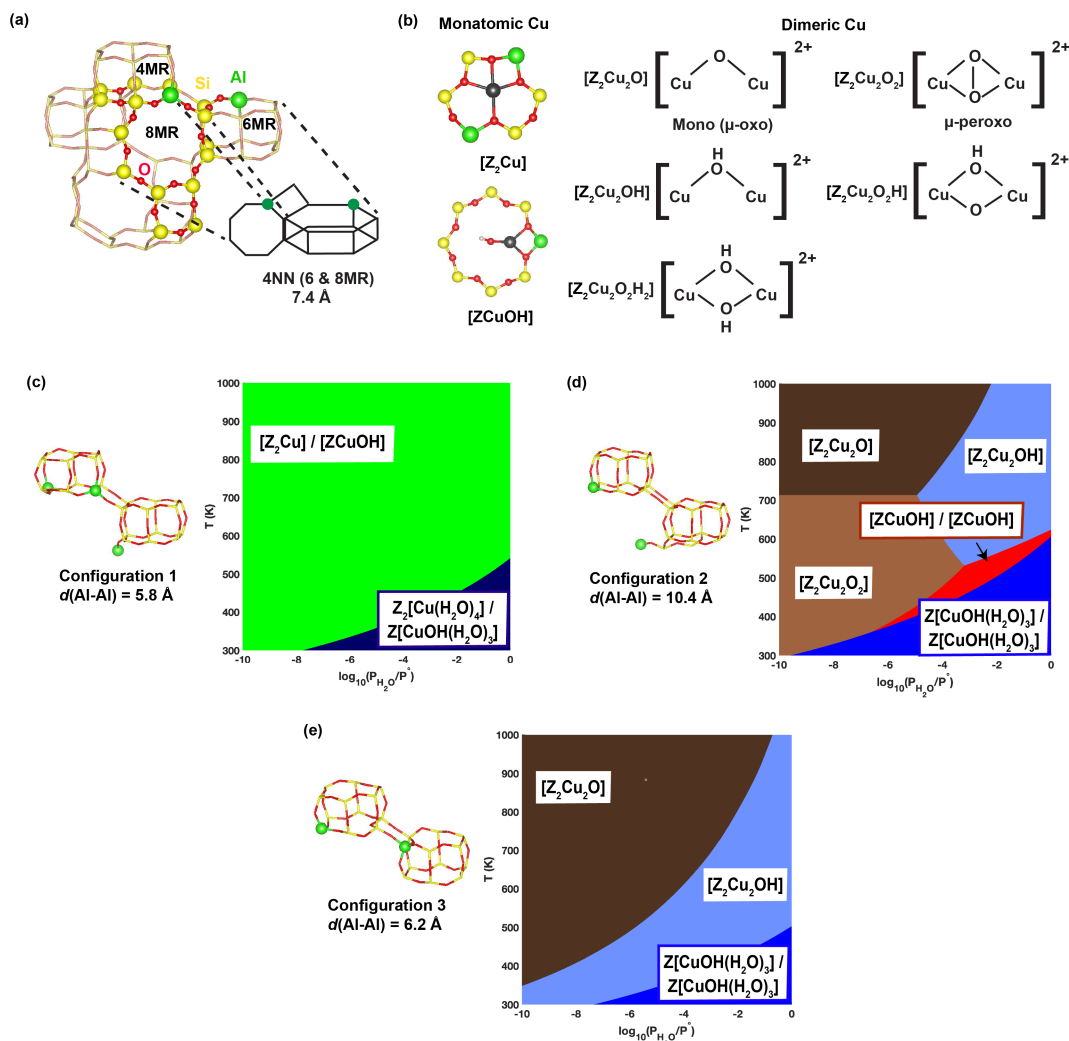 (a)
4MR
Si
Al
8MR
6MR
O
4NN (6 & 8MR)
7.4 Å
(b)
Monatomic Cu
Dimeric Cu
[Z₂Cu]
[ZCuOH]
[Z₂Cu₂O]
O
Cu Cu
2+
Mono (μ-oxo)
[Z₂Cu₂O₂]
O
Cu Cu
O
2+
μ-peroxo
[Z₂Cu₂OH]
H
O
Cu Cu
2+
[Z₂Cu₂O₂H]
H
O
Cu Cu
O
2+
[Z₂Cu₂O₂H₂]
H
O
Cu Cu
O
H
2+
(c)
Configuration 1
d(Al-Al) = 5.8 Å
T (K)
1000
900
800
700
600
500
400
300
[Z₂Cu] / [ZCuOH]
Z₂[Cu(H₂O)₄] /
Z[CuOH(H₂O)₃]
-10 -8 -6 -4 -2 0
log₁₀(P_H₂O/P°)
(d)
Configuration 2
d(Al-Al) = 10.4 Å
T (K)
1000
900
800
700
600
500
400
300
[Z₂Cu₂O]
[Z₂Cu₂OH]
[ZCuOH] / [ZCuOH]
[Z₂Cu₂O₂]
Z[CuOH(H₂O)₃] /
Z[CuOH(H₂O)₃]
-10 -8 -6 -4 -2 0
log₁₀(P_H₂O/P°)
(e)
Configuration 3
d(Al-Al) = 6.2 Å
T (K)
1000
900
800
700
600
500
400
300
[Z₂Cu₂O]
[Z₂Cu₂OH]
Z[CuOH(H₂O)₃] /
Z[CuOH(H₂O)₃]
-10 -8 -6 -4 -2 0
log₁₀(P_H O/P°)